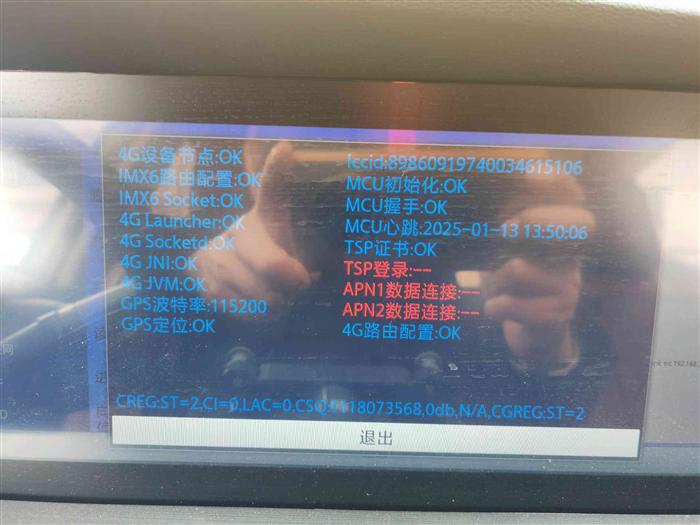 4G设备节点:OK
IMX6路由配置:OK
IMX6 Socket:OK
4G Launcher:OK
4G Socketd:OK
4G JNI:OK
4G JVM:OK
GPS波特率:115200
GPS定位:OK
Iccid:89860919740034615106
MCU初始化:OK
MCU握手:OK
MCU心跳:2025-01-13 13:50:06
TSP证书:OK
TSP登录:--
APN1数据连接:--
APN2数据连接:--
4G路由配置:OK
CREG:ST=2,CI=0,LAC=0,CSQ:1118073568,0db,N/A,CGREG:ST=2
退出